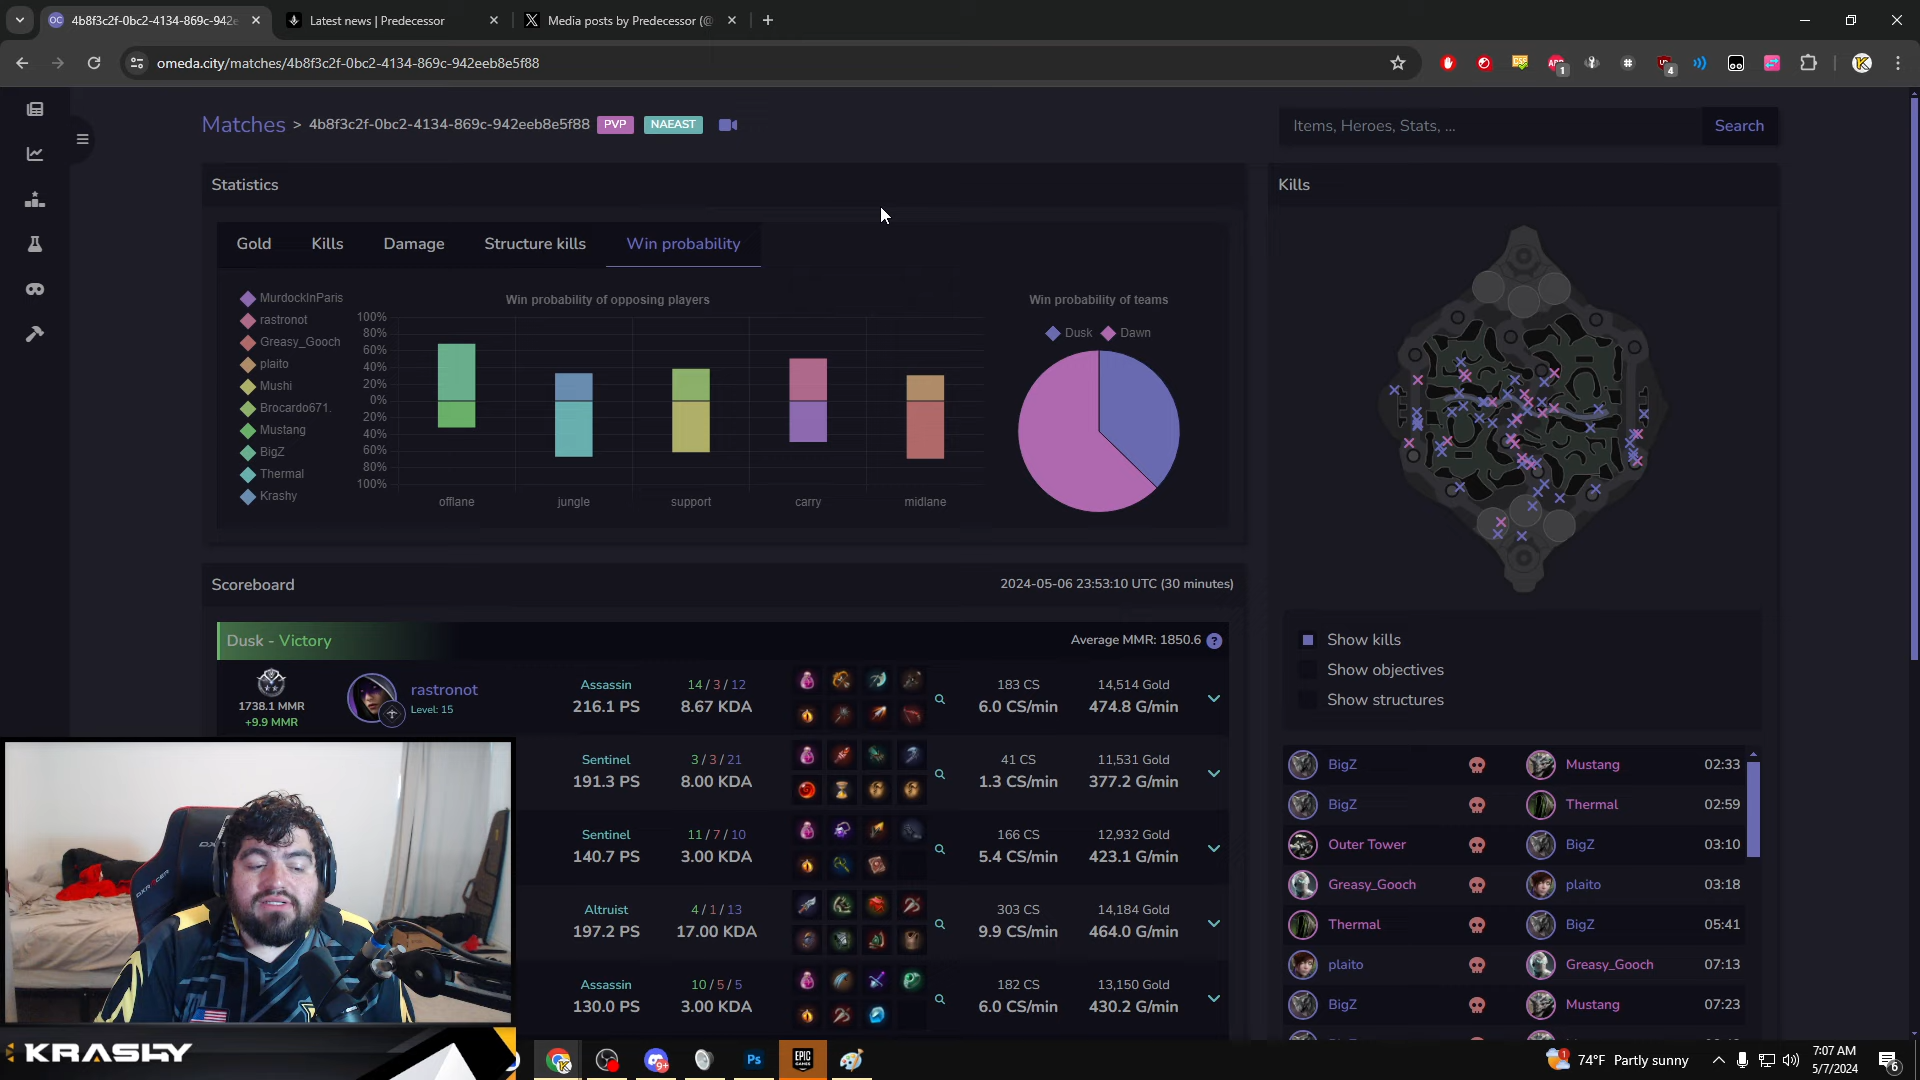 4b8f3c2f-0bc2-4134-869c-942e
Latest news | Predecessor
Media posts by Predecessor (@
omeda.city/matches/4b8f3c2f-0bc2-4134-869c-942eeb8e5f88
Matches > 4b8f3c2f-0bc2-4134-869c-942eeb8e5f88 PVP NAEAST
Items, Heroes, Stats, ... Search
Statistics
Kills
Gold Kills Damage Structure kills Win probability
MurdockInParis
rastronot
Greasy_Gooch
plaito
Mushi
Brocardo671.
Mustang
BigZ
Thermal
Krashy
Win probability of opposing players
100%
80%
60%
40%
20%
0%
20%
40%
60%
80%
100%
offlane jungle support carry midlane
Win probability of teams
Dusk Dawn
Scoreboard
2024-05-06 23:53:10 UTC (30 minutes)
Dusk - Victory
Average MMR: 1850.6 ?
1738.1 MMR
+9.9 MMR
rastronot
Level: 15
Assassin 14 / 3 / 12 183 CS 14,514 Gold
216.1 PS 8.67 KDA 6.0 CS/min 474.8 G/min
Sentinel 3 / 3 / 21 41 CS 11,531 Gold
191.3 PS 8.00 KDA 1.3 CS/min 377.2 G/min
Sentinel 11 / 7 / 10 166 CS 12,932 Gold
140.7 PS 3.00 KDA 5.4 CS/min 423.1 G/min
Altruist 4 / 1 / 13 303 CS 14,184 Gold
197.2 PS 17.00 KDA 9.9 CS/min 464.0 G/min
Assassin 10 / 5 / 5 182 CS 13,150 Gold
130.0 PS 3.00 KDA 6.0 CS/min 430.2 G/min
Show kills
Show objectives
Show structures
BigZ Mustang 02:33
BigZ Thermal 02:59
Outer Tower BigZ 03:10
Greasy_Gooch plaito 03:18
Thermal BigZ 05:41
plaito Greasy_Gooch 07:13
BigZ Mustang 07:23
KRASHY
Ps
EPIC GAMES
74°F Partly sunny
7:07 AM
5/7/2024
6